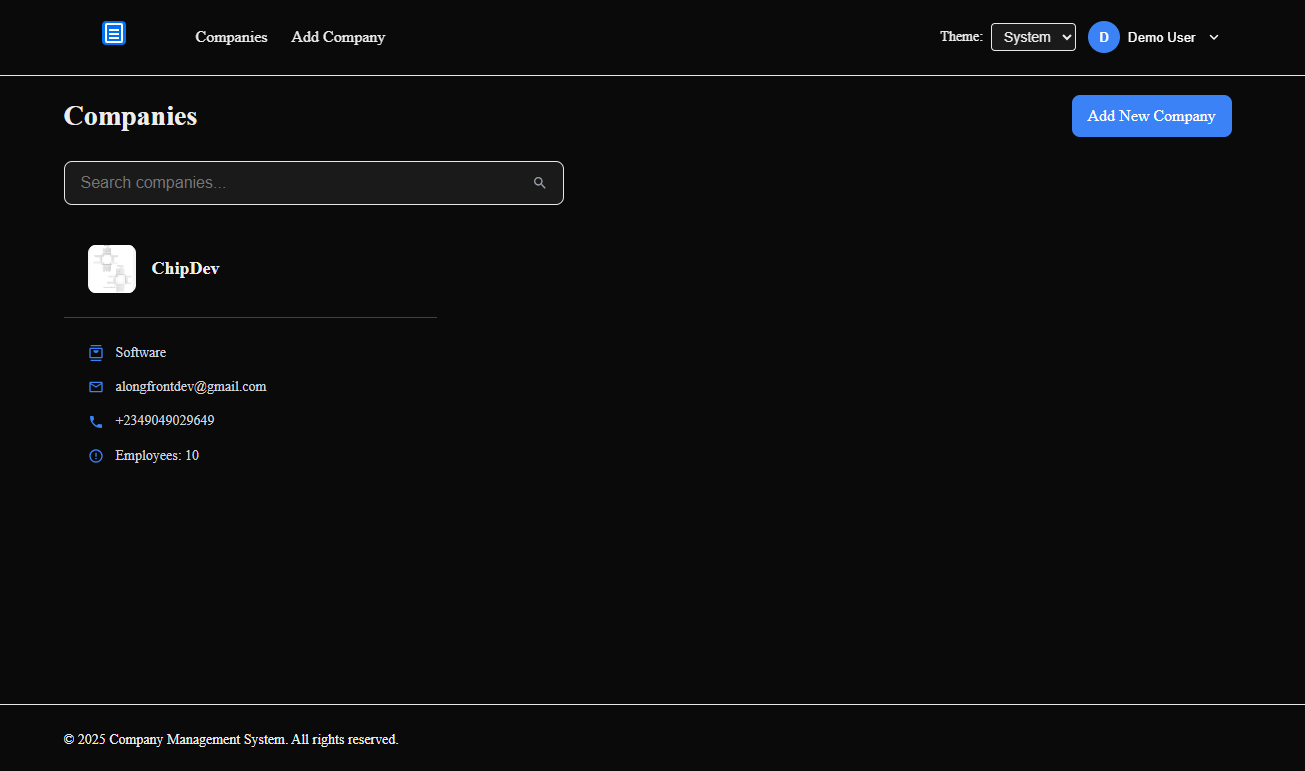 Companies Add Company Theme: System D Demo User
Companies
Add New Company
Search companies...
ChipDev
Software
alongfrontdev@gmail.com
+2349049029649
Employees: 10
© 2025 Company Management System. All rights reserved.